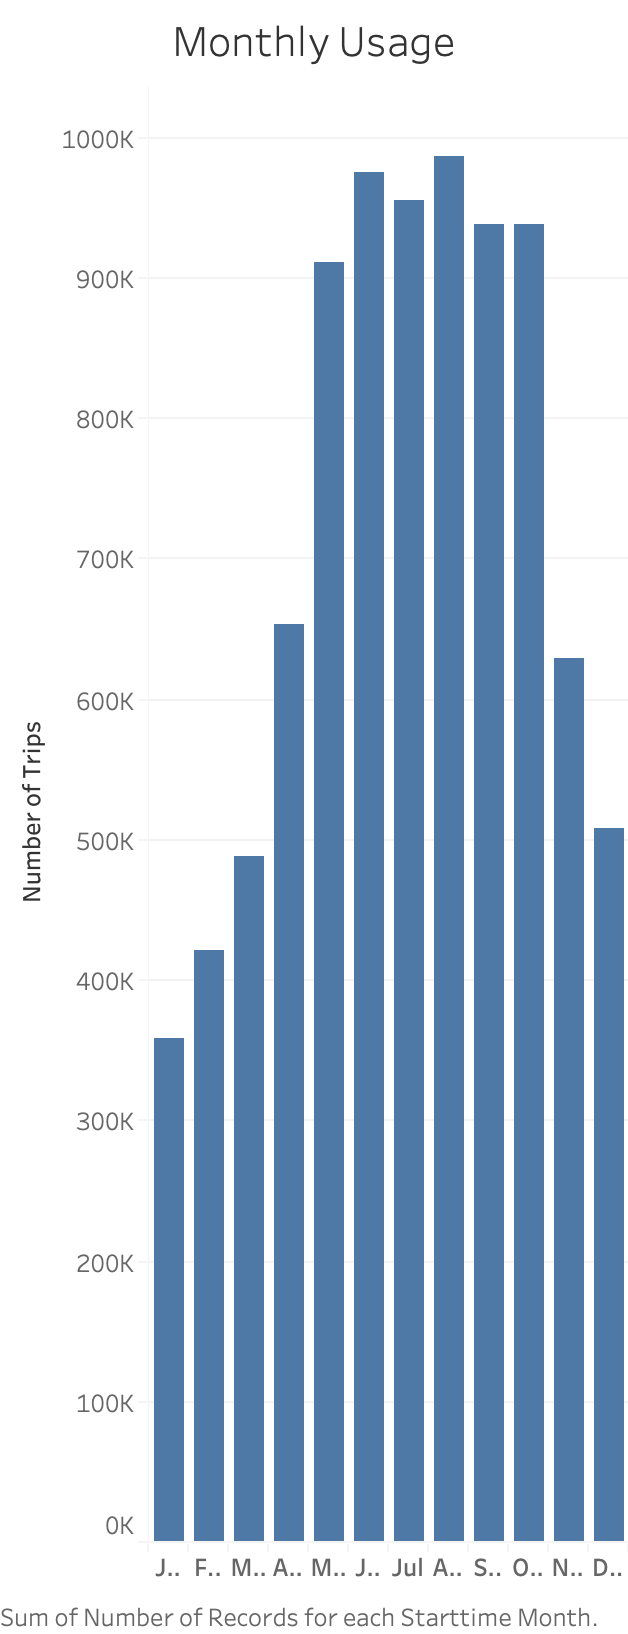 Monthly Usage
1000K
900K
800K
700K
600K
500K
400K
300K
200K
100K
0K
Number of Trips
J.. F.. M.. A.. M.. J.. Jul A.. S.. O.. N.. D..
Sum of Number of Records for each Starttime Month.